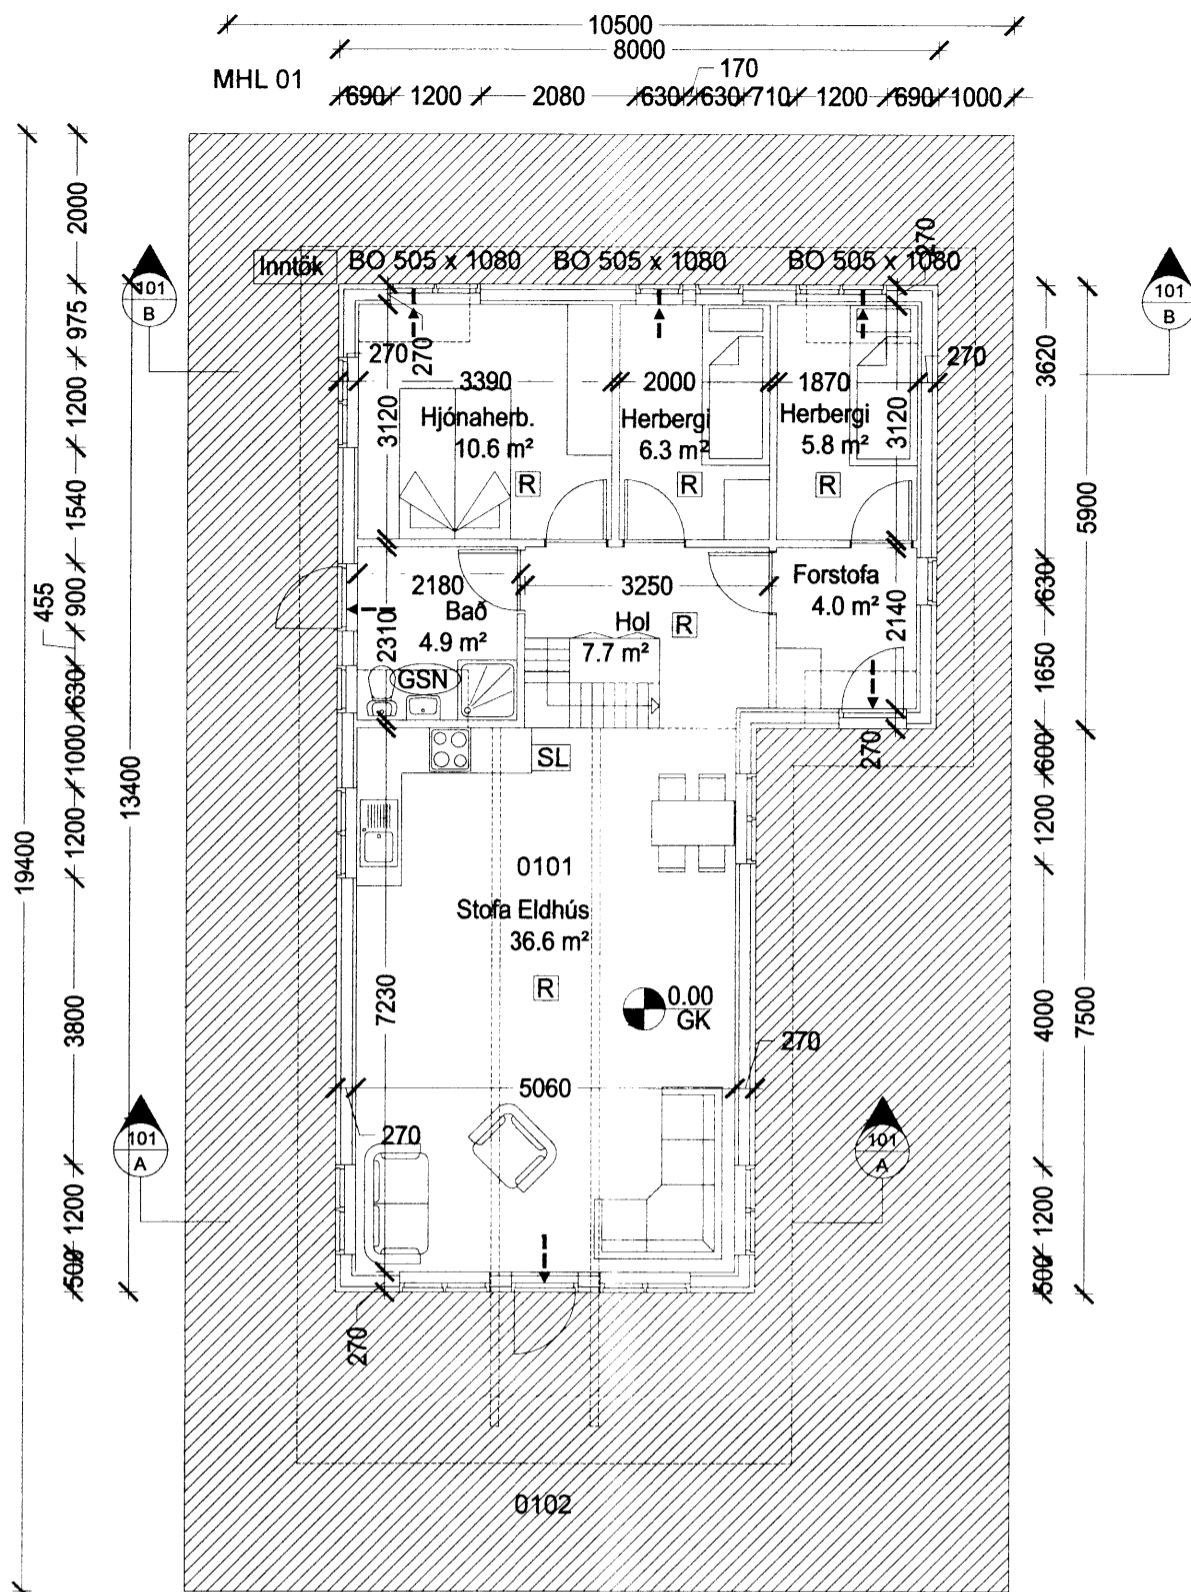 10500
8000
MHL 01
170
690 1200 2080 630 630 710 1200 690 1000
2000
975
1200
1540
900
455
630
1000
1200
3800
1200
500
13400
19400
Inntök BO 505 x 1080 BO 505 x 1080 BO 505 x 1080
270
101
B
101
B
270
270
270
3390 2000 1870
3120
3120
Hjónaherb.
10.6 m²
Herbergi
6.3 m²
Herbergi
5.8 m²
R
R
R
3620
5900
630
1650
600
1200
4000
7500
1200
500
2180
3250
Forstofa
4.0 m²
2310
Bað
4.9 m²
Hol
7.7 m²
R
2140
GSN
270
SL
0101
Stofa Eldhús
36.6 m²
R
7230
0.00
GK
270
5060
270
101
A
101
A
270
0102